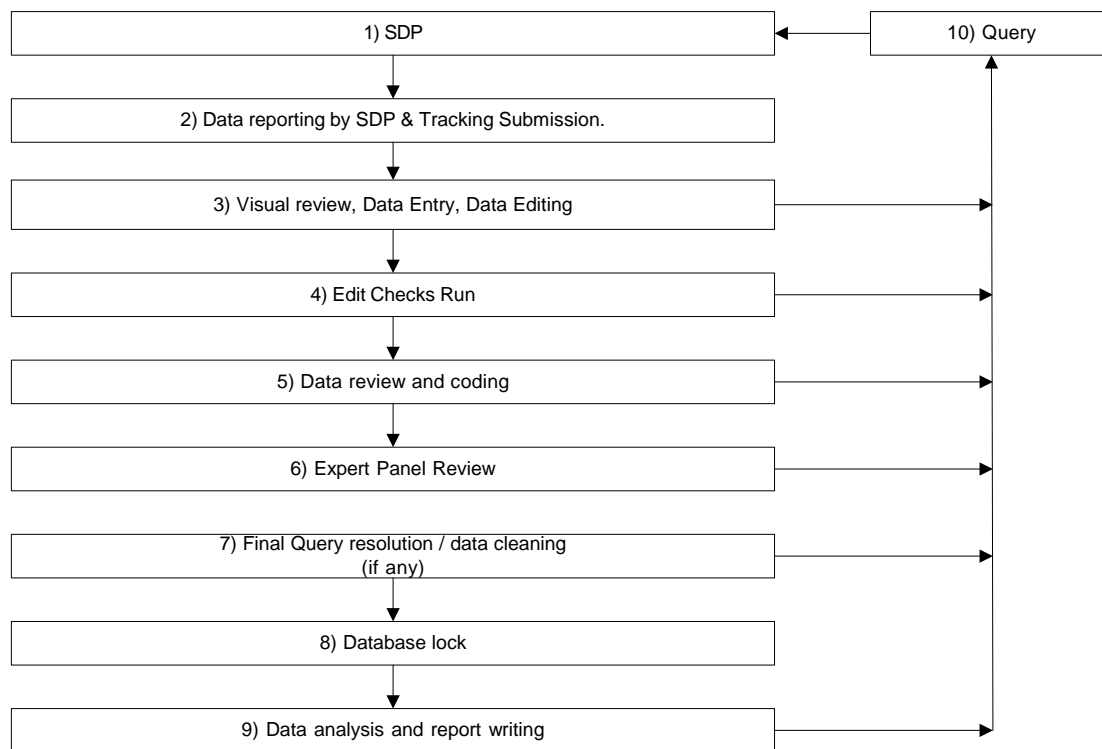 1) SDP
10) Query
2) Data reporting by SDP & Tracking Submission.
3) Visual review, Data Entry, Data Editing
4) Edit Checks Run
5) Data review and coding
6) Expert Panel Review
7) Final Query resolution / data cleaning
(if any)
8) Database lock
9) Data analysis and report writing